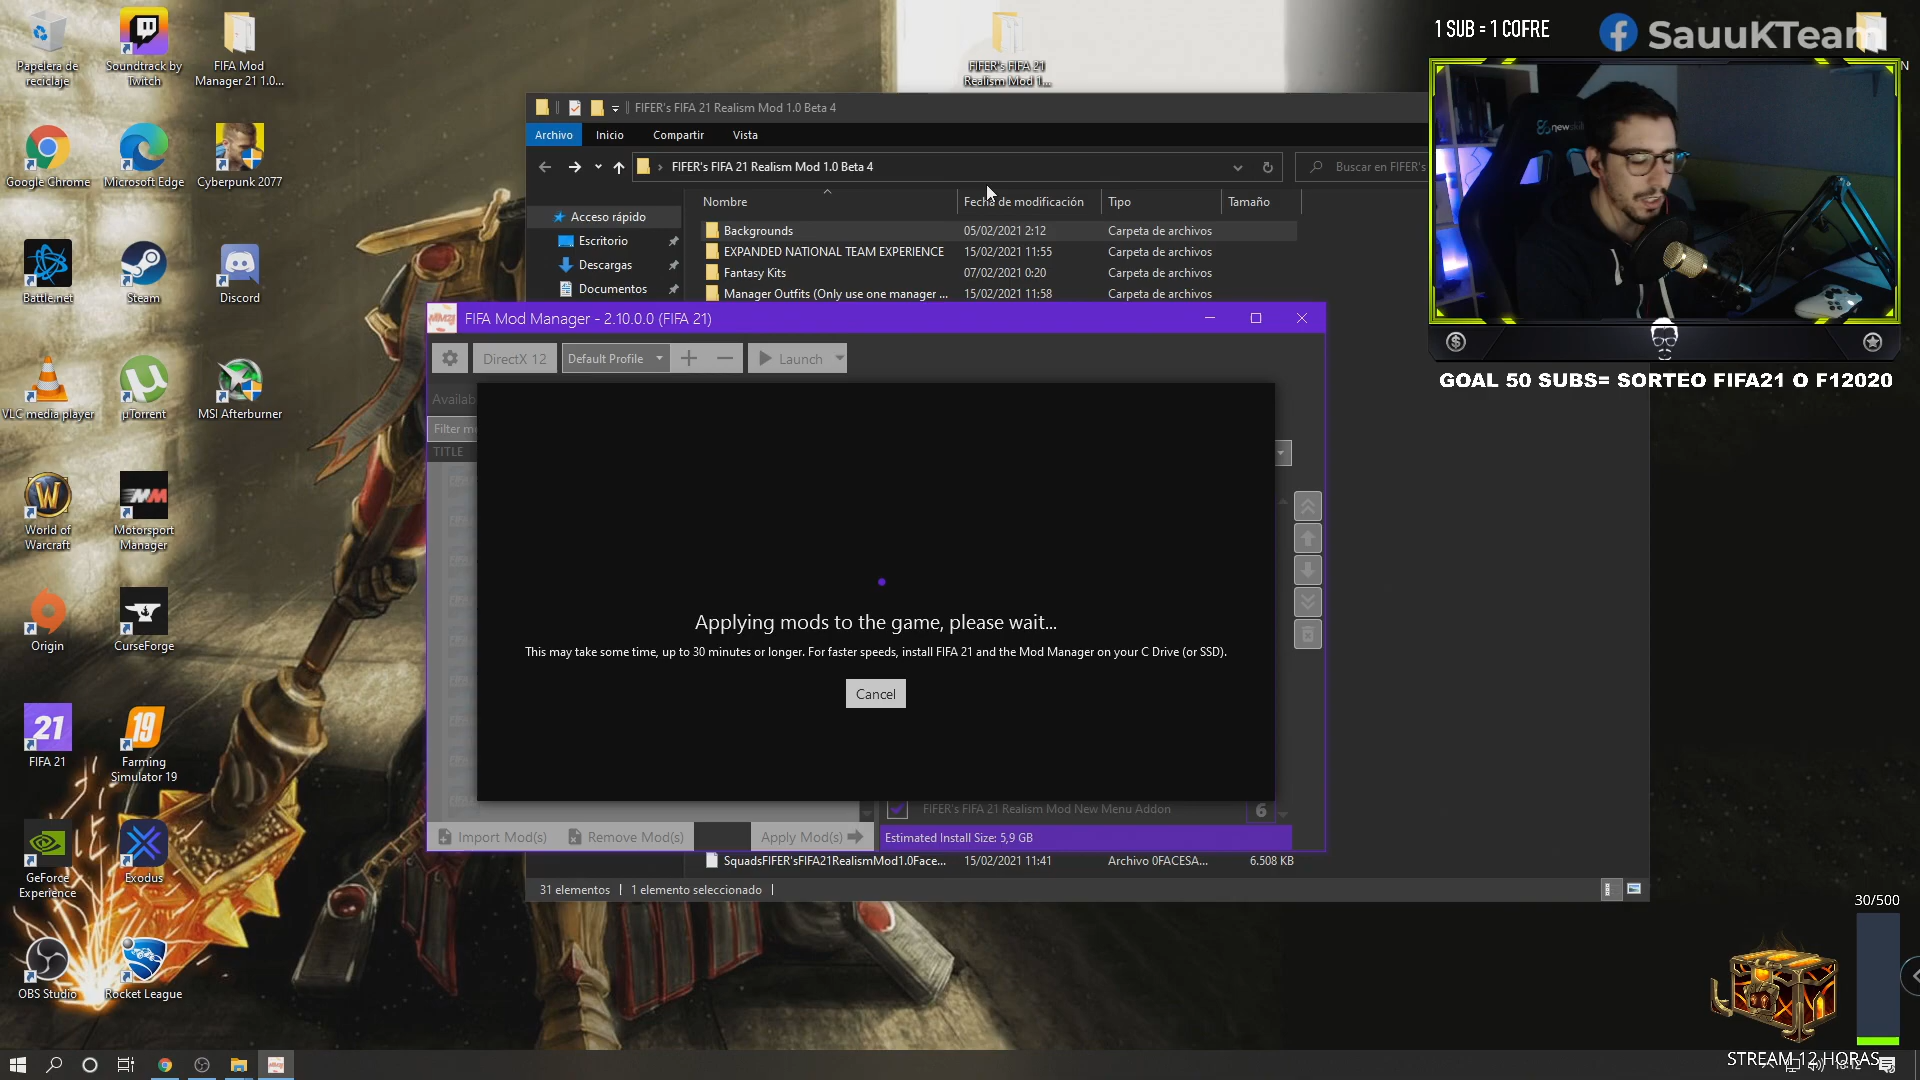 Papelera de
reciclaje
Soundtrack by
Twitch
FIFA Mod
Manager 21 1.0...
FIFER's FIFA 21
Realism Mod 1...
1 SUB = 1 COFRE
SauuKTeam
Google Chrome
Microsoft Edge
Cyberpunk 2077
Battle.net
Steam
Discord
VLC media player
µTorrent
MSI Afterburner
World of
Warcraft
Motorsport
Manager
Origin
CurseForge
21
FIFA 21
19
Farming
Simulator 19
GeForce
Experience
Exodus
OBS Studio
Rocket League
FIFER's FIFA 21 Realism Mod 1.0 Beta 4
Archivo
Inicio
Compartir
Vista
FIFER's FIFA 21 Realism Mod 1.0 Beta 4
Buscar en FIFER's
Acceso rápido
Escritorio
Descargas
Documentos
Nombre
Fecha de modificación
Tipo
Tamaño
Backgrounds
05/02/2021 2:12
Carpeta de archivos
EXPANDED NATIONAL TEAM EXPERIENCE
15/02/2021 11:55
Carpeta de archivos
Fantasy Kits
07/02/2021 0:20
Carpeta de archivos
Manager Outfits (Only use one manager ...
15/02/2021 11:58
Carpeta de archivos
FIFA Mod Manager - 2.10.0.0 (FIFA 21)
DirectX 12
Default Profile
Launch
Availab
Filter m
TITLE
Applying mods to the game, please wait...
This may take some time, up to 30 minutes or longer. For faster speeds, install FIFA 21 and the Mod Manager on your C Drive (or SSD).
Cancel
FIFER's FIFA 21 Realism Mod New Menu Addon
6
Import Mod(s)
Remove Mod(s)
Apply Mod(s)
Estimated Install Size: 5,9 GB
SquadsFIFER'sFIFA21RealismMod1.0Face...
15/02/2021 11:41
Archivo 0FACESA...
6.508 KB
31 elementos
1 elemento seleccionado
newskill
GOAL 50 SUBS= SORTEO FIFA21 O F12020
30/500
STREAM 12 HORAS